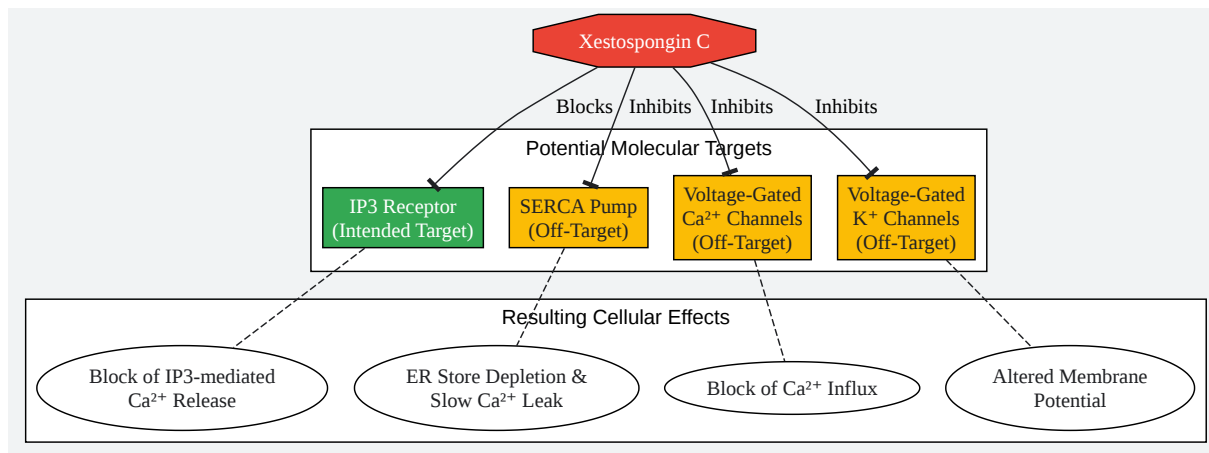 Xestospongin C
Blocks
Inhibits
Inhibits
Inhibits
Potential Molecular Targets
IP3 Receptor
(Intended Target)
SERCA Pump
(Off-Target)
Voltage-Gated
Ca²⁺ Channels
(Off-Target)
Voltage-Gated
K⁺ Channels
(Off-Target)
Resulting Cellular Effects
Block of IP3-mediated
Ca²⁺ Release
ER Store Depletion &
Slow Ca²⁺ Leak
Block of Ca²⁺ Influx
Altered Membrane
Potential